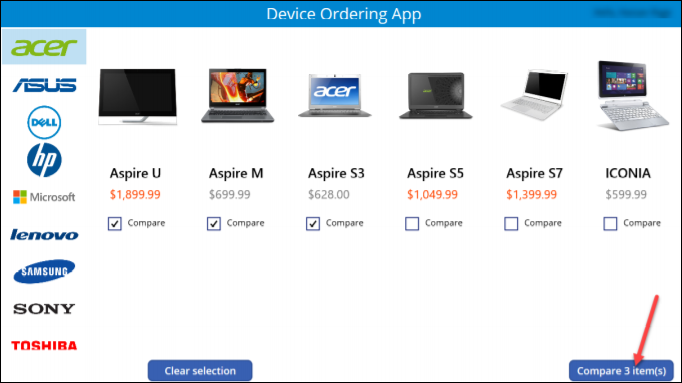 Device Ordering App
acer
ASUS
DELL
hp
Microsoft
lenovo
SAMSUNG
SONY
TOSHIBA
acer
Aspire U
Aspire M
Aspire S3
Aspire S5
Aspire S7
ICONIA
$1,899.99
$699.99
$628.00
$1,049.99
$1,399.99
$599.99
Compare
Compare
Compare
Compare
Compare
Compare
Clear selection
Compare 3 item(s)